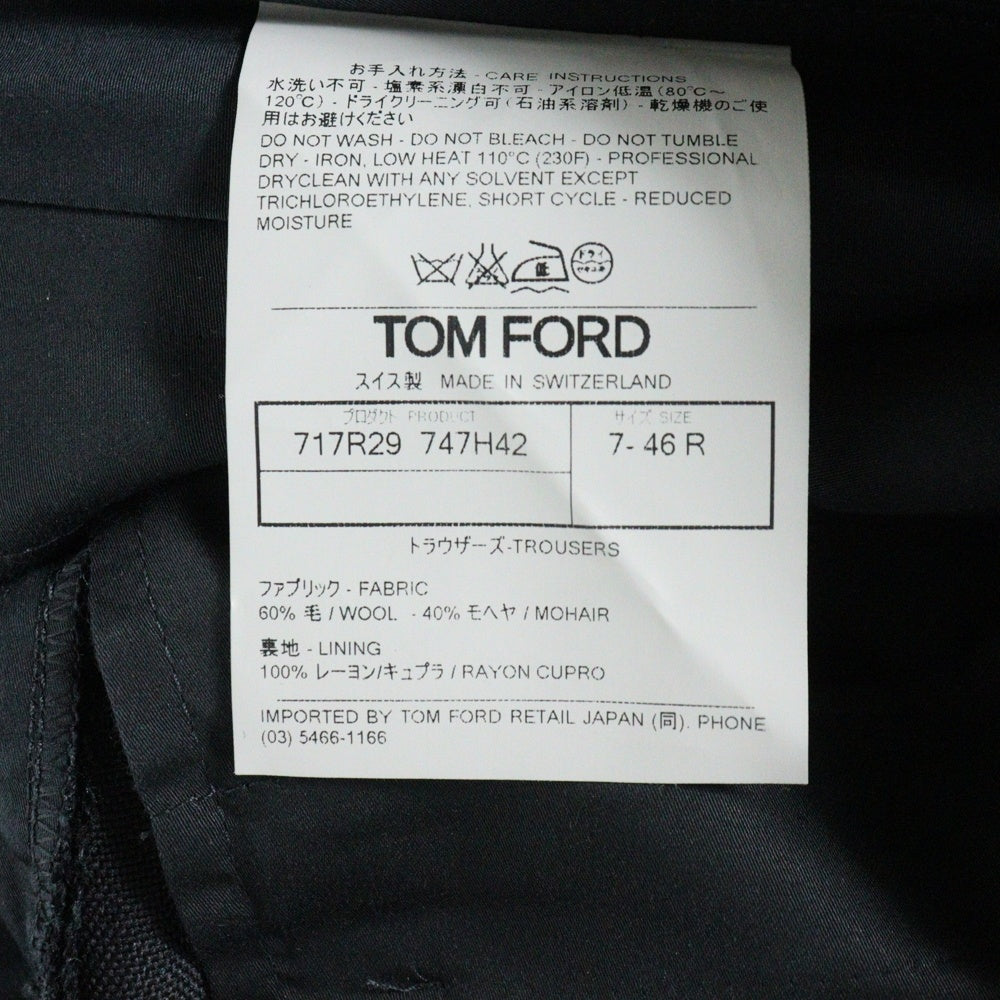 お手入れ方法 - CARE INSTRUCTIONS
水洗い不可 - 塩素系漂白不可 - アイロン低温 (80℃～
120℃) - ドライクリーニング可 (石油系溶剤) - 乾燥機のご使
用はお避けください
DO NOT WASH - DO NOT BLEACH - DO NOT TUMBLE
DRY - IRON, LOW HEAT 110°C (230F) - PROFESSIONAL
DRYCLEAN WITH ANY SOLVENT EXCEPT
TRICHLOROETHYLENE, SHORT CYCLE - REDUCED
MOISTURE
低 ドライ
セキユ系
TOM FORD
スイス製 MADE IN SWITZERLAND
プロダクト PRODUCT サイズ SIZE
717R29 747H42 7- 46 R
トラウザーズ-TROUSERS
ファブリック - FABRIC
60% 毛 / WOOL - 40% モヘヤ / MOHAIR
裏地 - LINING
100% レーヨン/キュプラ / RAYON CUPRO
IMPORTED BY TOM FORD RETAIL JAPAN (同). PHONE
(03) 5466-1166